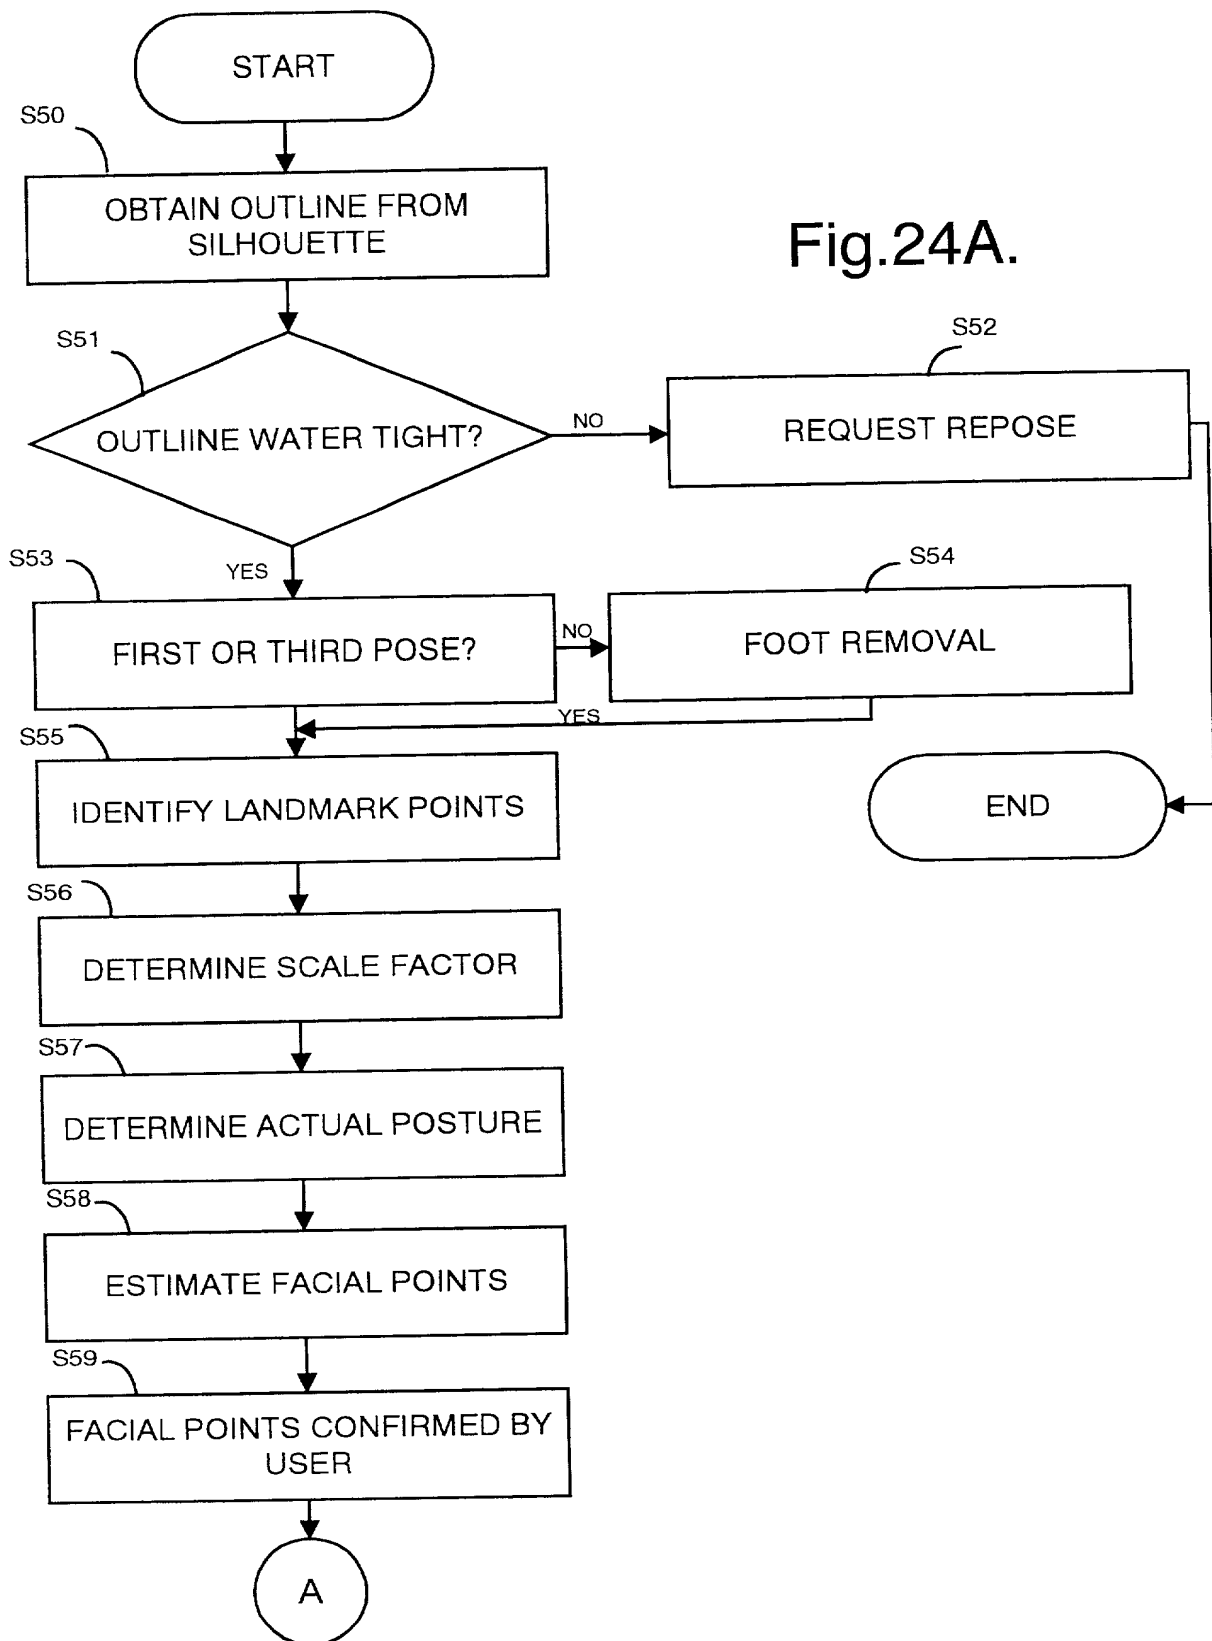 START
S50
OBTAIN OUTLINE FROM
SILHOUETTE
Fig.24A.
S51
OUTLIINE WATER TIGHT?
NO
S52
REQUEST REPOSE
YES
S53
FIRST OR THIRD POSE?
NO
S54
FOOT REMOVAL
YES
S55
IDENTIFY LANDMARK POINTS
END
S56
DETERMINE SCALE FACTOR
S57
DETERMINE ACTUAL POSTURE
S58
ESTIMATE FACIAL POINTS
S59
FACIAL POINTS CONFIRMED BY
USER
A